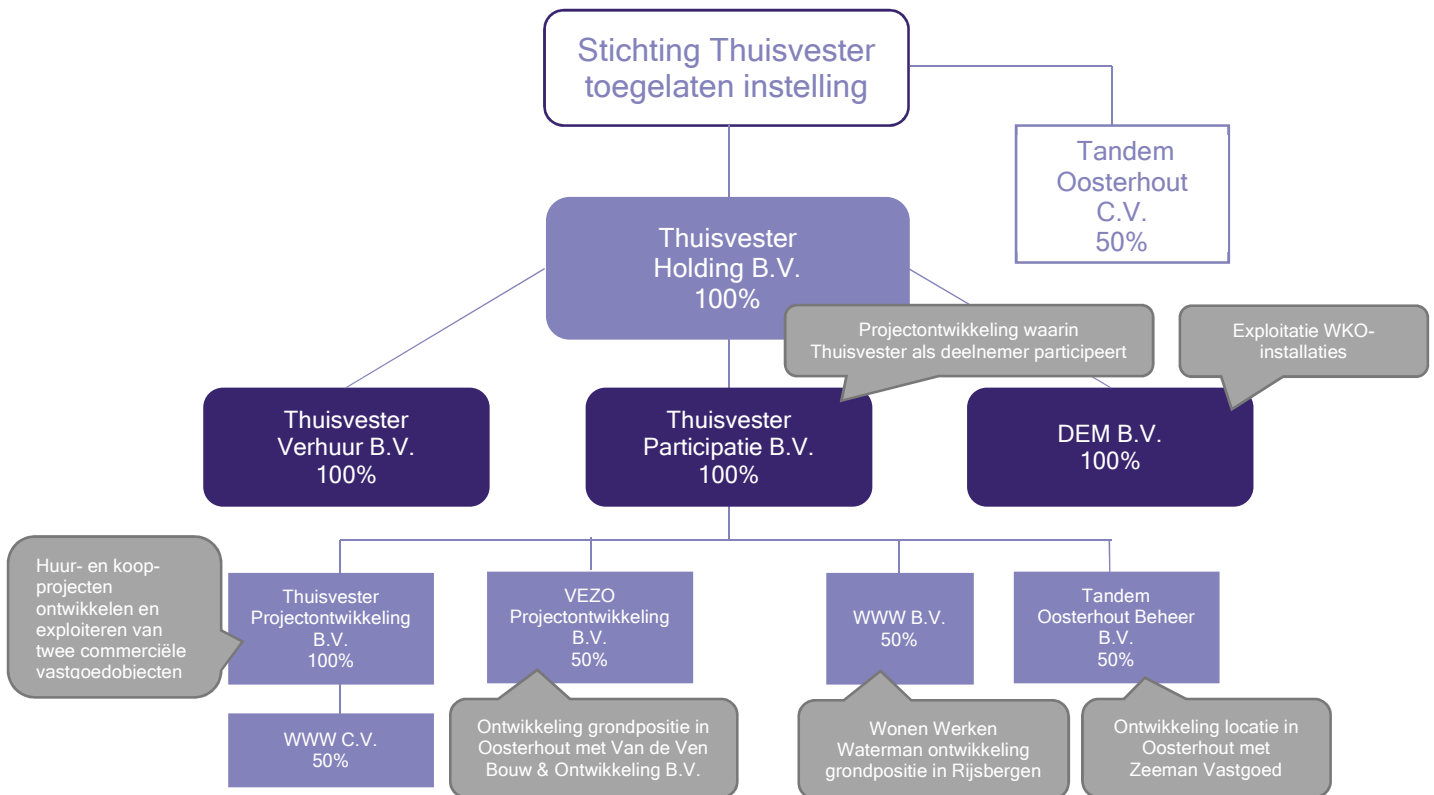 Stichting Thuisvester
toegelaten instelling
Tandem
Oosterhout
C.V.
50%
Thuisvester
Holding B.V.
100%
Projectontwikkeling waarin
Thuisvester als deelnemer participeert
Exploitatie WKO-
installaties
Thuisvester
Verhuur B.V.
100%
Thuisvester
Participatie B.V.
100%
DEM B.V.
100%
Huur- en koop-
projecten
ontwikkelen en
exploiteren van
twee commerciële
vastgoedobjecten
Thuisvester
Projectontwikkeling
B.V.
100%
VEZO
Projectontwikkeling
B.V.
50%
WWW B.V.
50%
Tandem
Oosterhout Beheer
B.V.
50%
WWW C.V.
50%
Ontwikkeling grondpositie in
Oosterhout met Van de Ven
Bouw & Ontwikkeling B.V.
Wonen Werken
Waterman ontwikkeling
grondpositie in Rijsbergen
Ontwikkeling locatie in
Oosterhout met
Zeeman Vastgoed